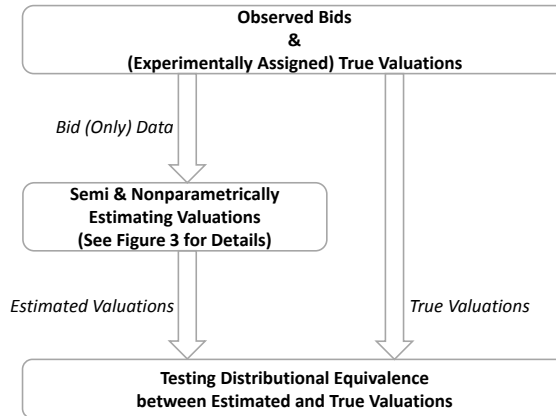 Observed Bids
&
(Experimentally Assigned) True Valuations
Bid (Only) Data
Semi & Nonparametrically
Estimating Valuations
(See Figure 3 for Details)
Estimated Valuations
True Valuations
Testing Distributional Equivalence
between Estimated and True Valuations